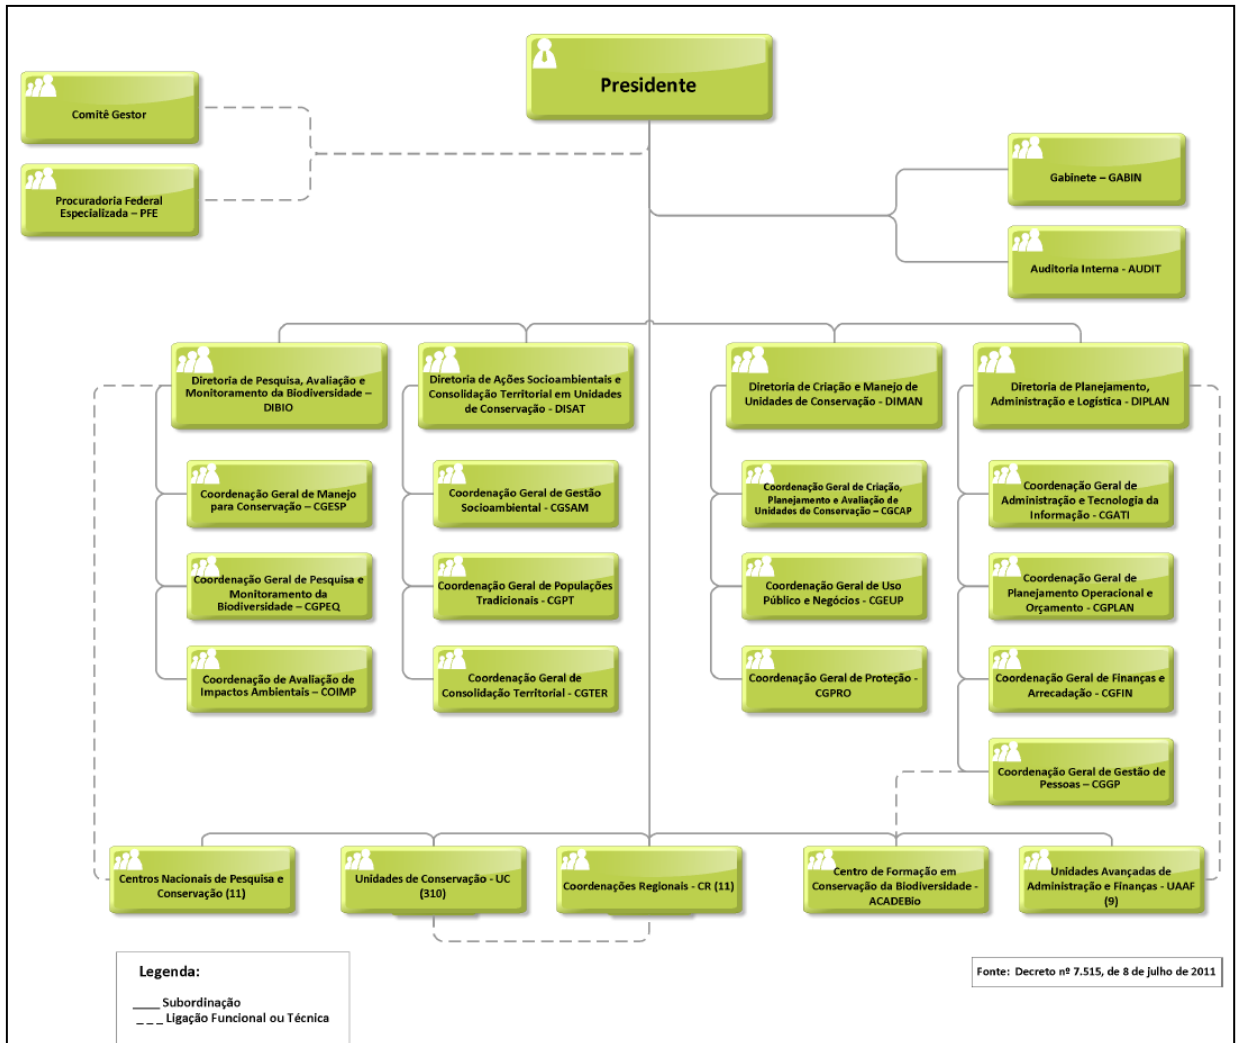 Presidente
Comitê Gestor
Procuradoria Federal
Especializada – PFE
Gabinete – GABIN
Auditoria Interna - AUDIT
Diretoria de Pesquisa, Avaliação e
Monitoramento da Biodiversidade –
DIBIO
Diretoria de Ações Socioambientais e
Consolidação Territorial em Unidades
de Conservação - DISAT
Diretoria de Criação e Manejo de
Unidades de Conservação - DIMAN
Diretoria de Planejamento,
Administração e Logística - DIPLAN
Coordenação Geral de Manejo
para Conservação – CGESP
Coordenação Geral de Gestão
Socioambiental - CGSAM
Coordenação Geral de Criação,
Planejamento e Avaliação de
Unidades de Conservação – CGCAP
Coordenação Geral de
Administração e Tecnologia da
Informação - CGATI
Coordenação Geral de Pesquisa e
Monitoramento da
Biodiversidade – CGPEQ
Coordenação Geral de Populações
Tradicionais - CGPT
Coordenação Geral de Uso
Público e Negócios - CGEUP
Coordenação Geral de
Planejamento Operacional e
Orçamento - CGPLAN
Coordenação de Avaliação de
Impactos Ambientais – COIMP
Coordenação Geral de
Consolidação Territorial - CGTER
Coordenação Geral de Proteção -
CGPRO
Coordenação Geral de Finanças e
Arrecadação - CGFIN
Coordenação Geral de Gestão de
Pessoas – CGGP
Centros Nacionais de Pesquisa e
Conservação (11)
Unidades de Conservação - UC
(310)
Coordenações Regionais - CR (11)
Centro de Formação em
Conservação da Biodiversidade -
ACADEBio
Unidades Avançadas de
Administração e Finanças - UAAF
(9)
Legenda:
Subordinação
Ligação Funcional ou Técnica
Fonte: Decreto nº 7.515, de 8 de julho de 2011